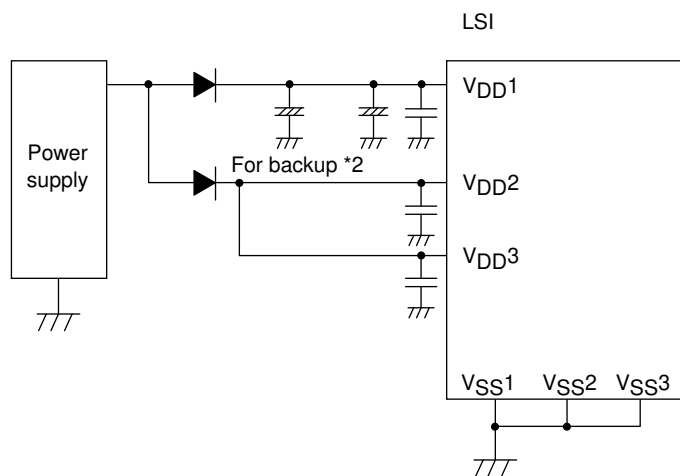 LSI
Power
supply
For backup *2
VDD1
VDD2
VDD3
VSS1 VSS2 VSS3